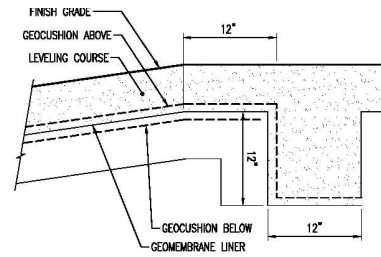 FINISH GRADE
GEOCUSHION ABOVE
LEVELING COURSE
12"
12"
12"
GEOCUSHION BELOW
GEOMEMBRANE LINER